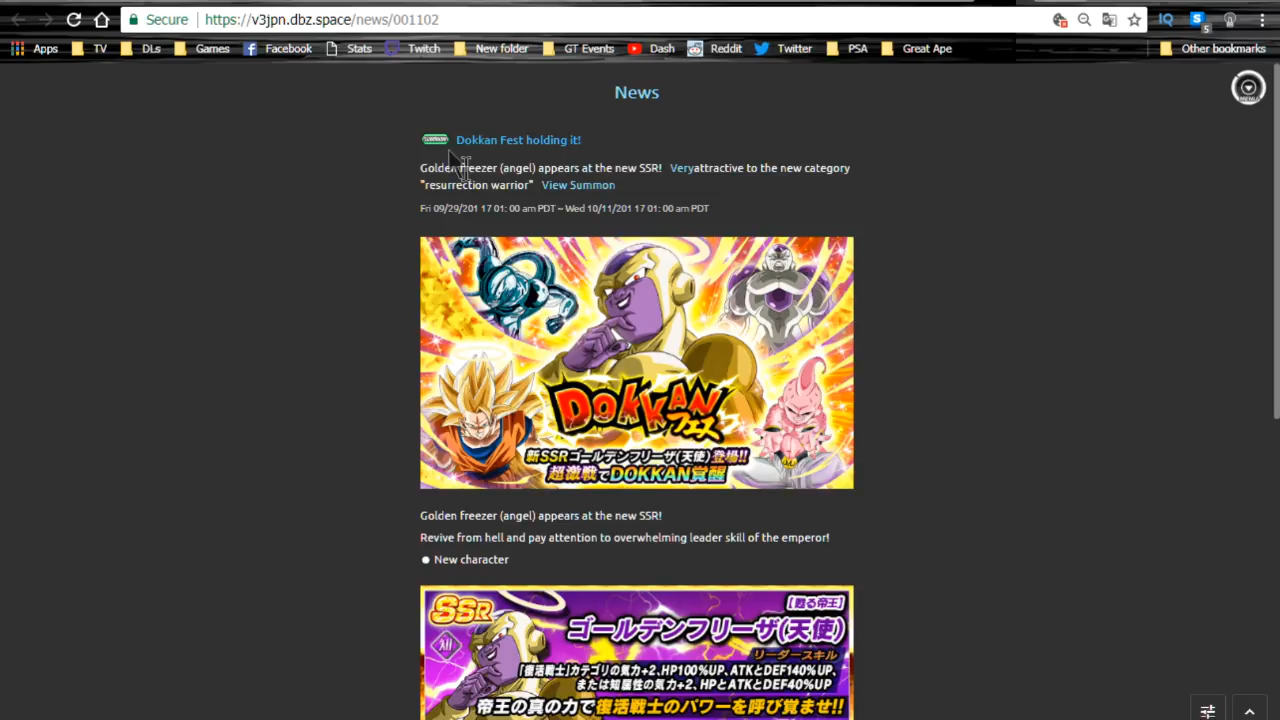 Secure https://v3jpn.dbz.space/news/001102
Apps TV DLs Games Facebook Stats Twitch New folder GT Events Dash Reddit Twitter PSA Great Ape Other bookmarks
News
MENU
SUMMON Dokkan Fest holding it!
Golden freezer (angel) appears at the new SSR! Veryattractive to the new category
"resurrection warrior" View Summon
Fri 09/29/201 17 01: 00 am PDT ~ Wed 10/11/201 17 01: 00 am PDT
DOKKANフェス
新SSRゴールデンフリーザ(天使)登場!!
超激戦でDOKKAN覚醒
Golden freezer (angel) appears at the new SSR!
Revive from hell and pay attention to overwhelming leader skill of the emperor!
New character
SSR
【甦る帝王】
ゴールデンフリーザ(天使)
リーダースキル
「復活戦士」カテゴリの気力+2、HP100%UP、ATKとDEF140%UP、
または知属性の気力+2、HPとATKとDEF40%UP
帝王の真の力で復活戦士のパワーを呼び覚ませ!!